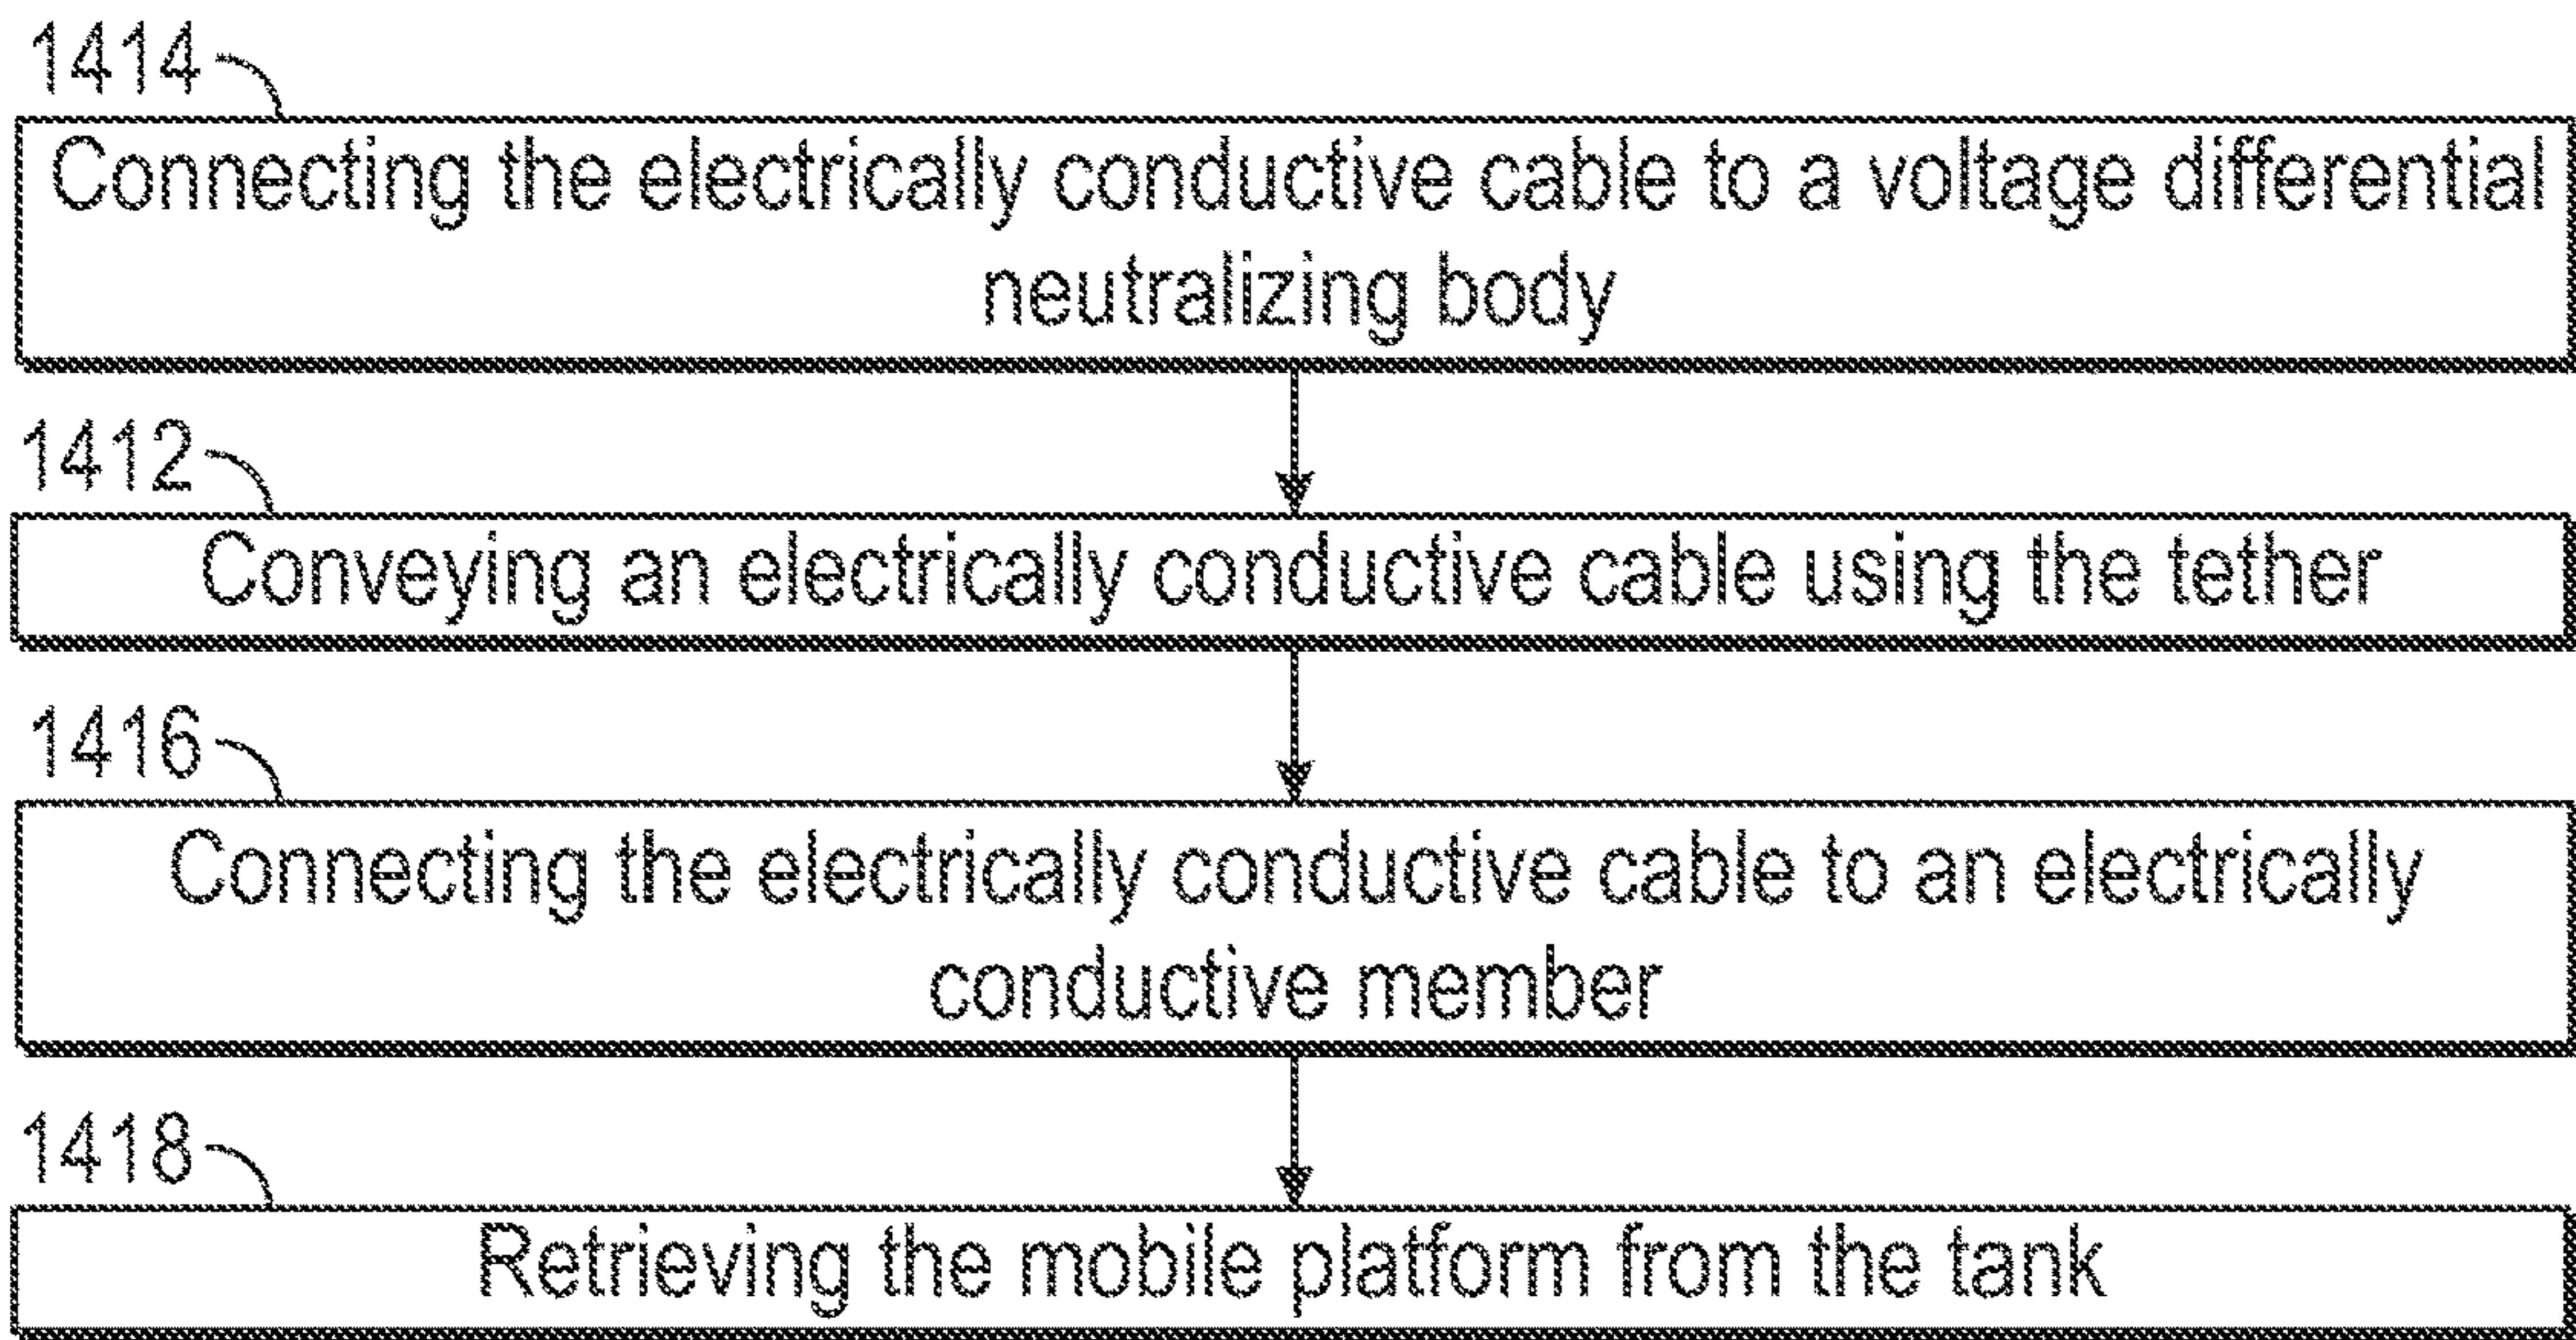 1414
Connecting the electrically conductive cable to a voltage differential
neutralizing body
1412
Conveying an electrically conductive cable using the tether
1416
Connecting the electrically conductive cable to an electrically
conductive member
1418
Retrieving the mobile platform from the tank